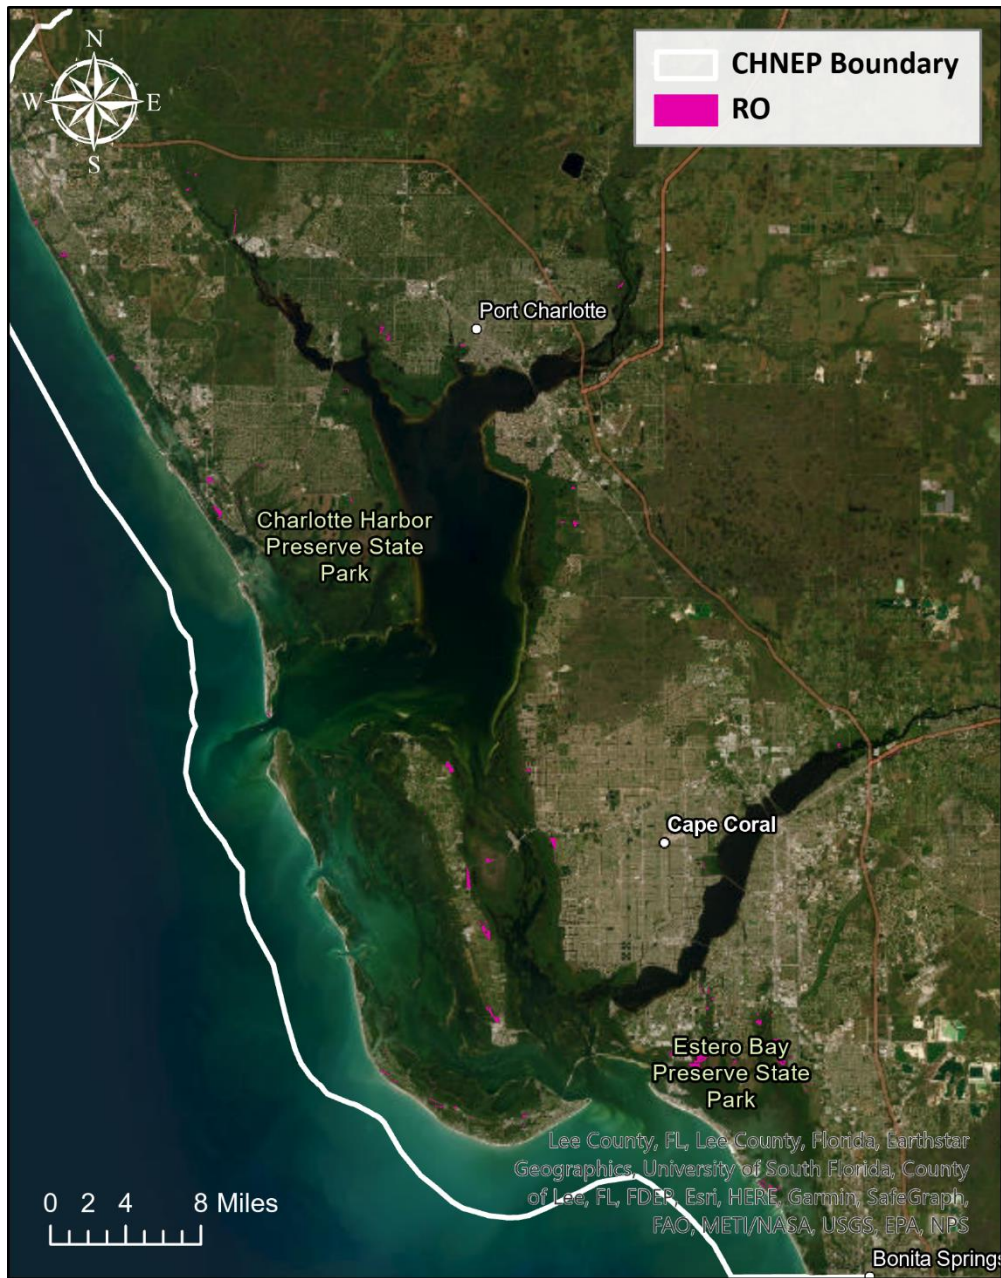 N
W E
S
CHNEP Boundary
RO
Port Charlotte
Charlotte Harbor
Preserve State
Park
Cape Coral
Estero Bay
Preserve State
Park
Lee County, FL, Lee County, Florida, Earthstar
Geographics, University of South Florida, County
of Lee, FL, FDEP, Esri, HERE, Garmin, SafeGraph,
FAO, METI/NASA, USGS, EPA, NPS
0 2 4 8 Miles
Bonita Springs